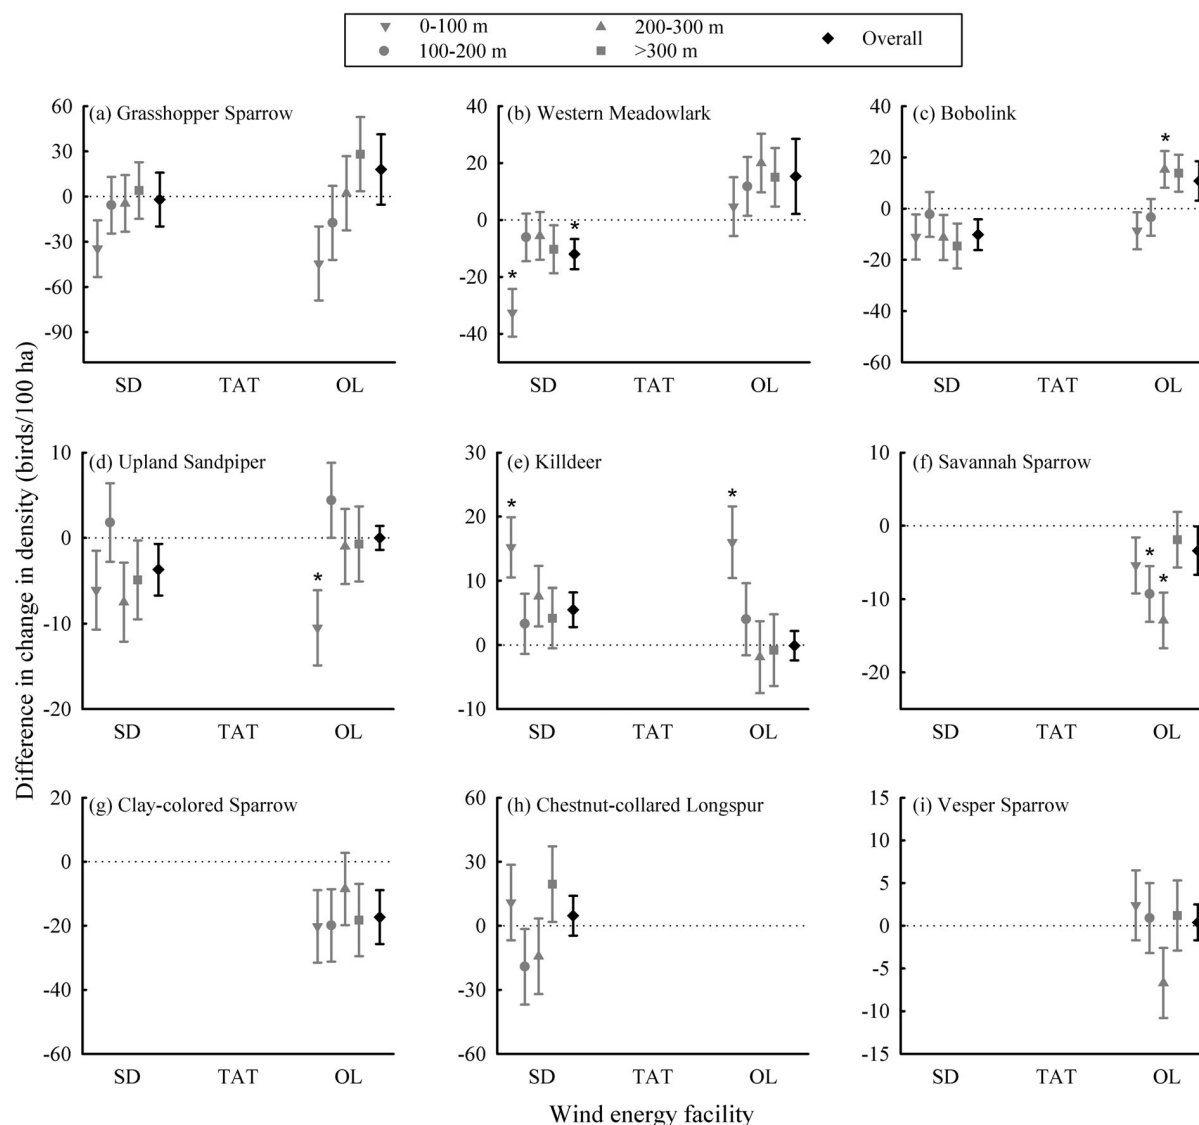 0-100 m
200-300 m
Overall
100-200 m
>300 m
Difference in change in density (birds/100 ha)
(a) Grasshopper Sparrow
60
30
0
-30
-60
-90
SD TAT OL
(b) Western Meadowlark
40
20
0
-20
-40
*
*
SD TAT OL
(c) Bobolink
40
20
0
-20
-40
-60
*
SD TAT OL
(d) Upland Sandpiper
10
0
-10
-20
*
SD TAT OL
(e) Killdeer
30
20
10
0
-10
*
*
SD TAT OL
(f) Savannah Sparrow
10
0
-10
-20
*
*
SD TAT OL
(g) Clay-colored Sparrow
20
0
-20
-40
-60
SD TAT OL
(h) Chestnut-collared Longspur
60
30
0
-30
-60
SD TAT OL
(i) Vesper Sparrow
15
10
5
0
-5
-10
-15
SD TAT OL
Wind energy facility